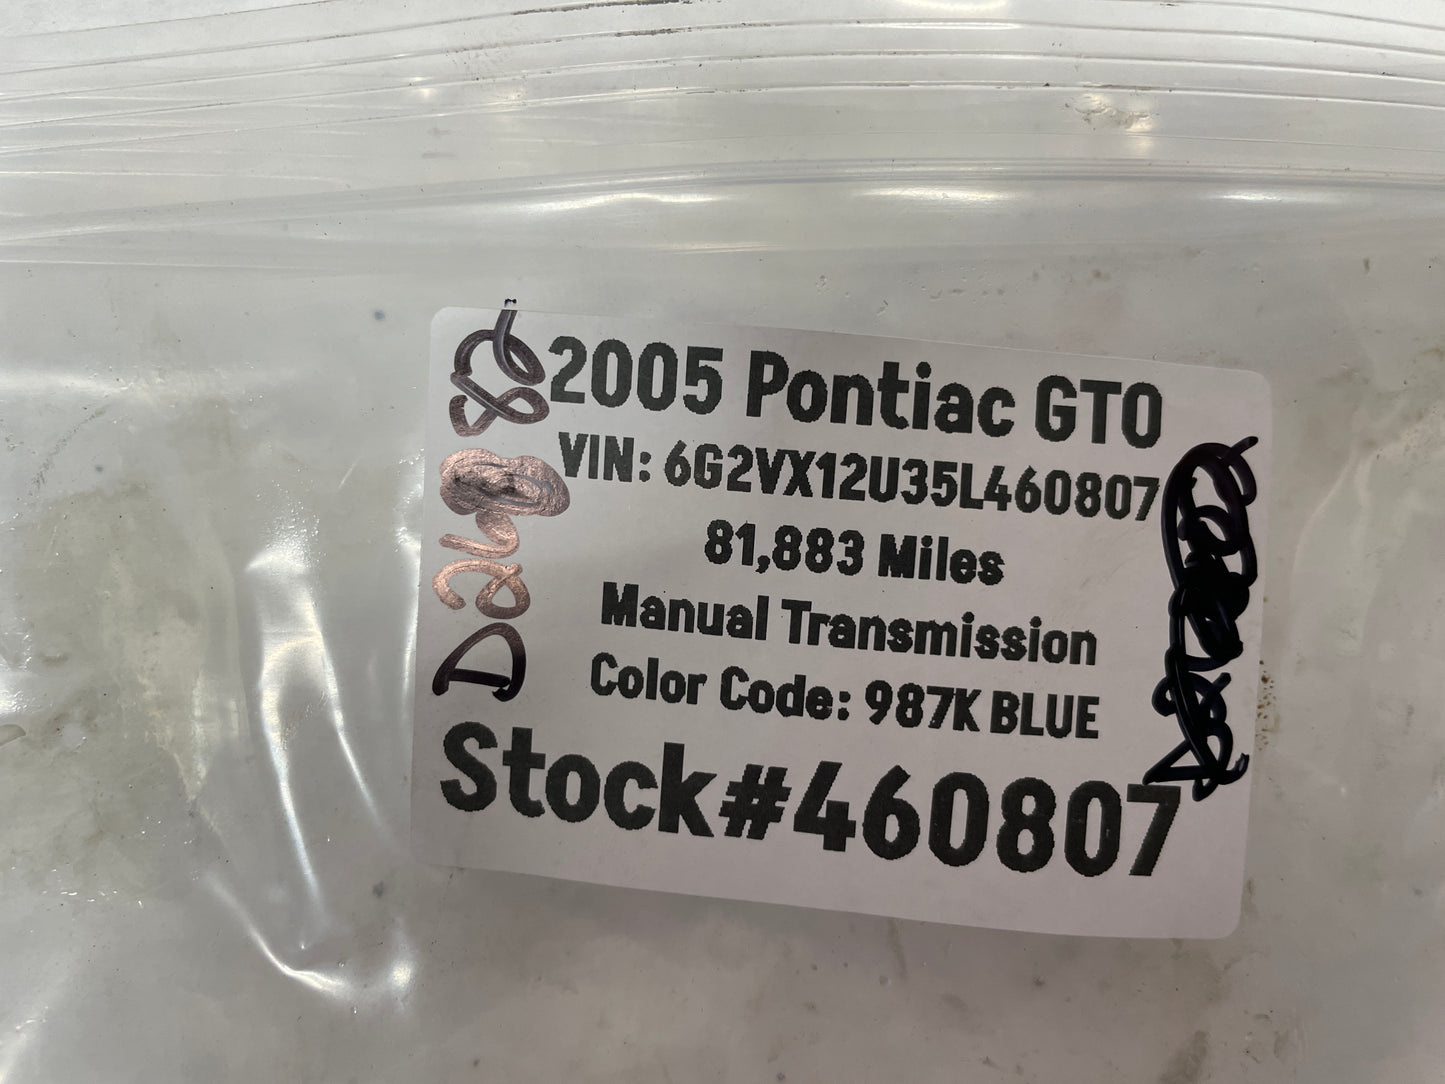 2005 Pontiac GTO
VIN: 6G2VX12U35L460807
81,883 Miles
Manual Transmission
Color Code: 987K BLUE
Stock#460807